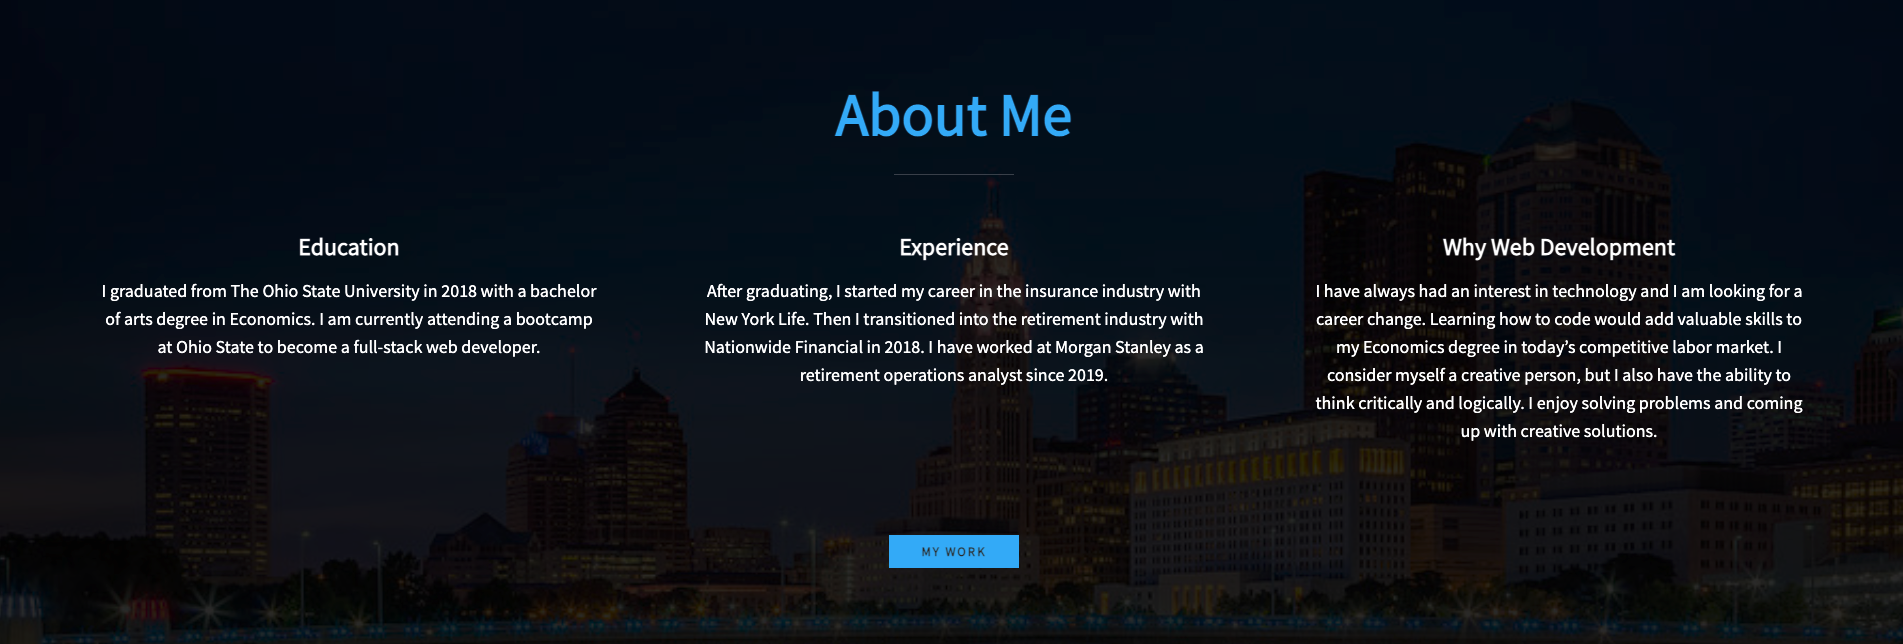 About Me
Education
I graduated from The Ohio State University in 2018 with a bachelor
of arts degree in Economics. I am currently attending a bootcamp
at Ohio State to become a full-stack web developer.
Experience
After graduating, I started my career in the insurance industry with
New York Life. Then I transitioned into the retirement industry with
Nationwide Financial in 2018. I have worked at Morgan Stanley as a
retirement operations analyst since 2019.
Why Web Development
I have always had an interest in technology and I am looking for a
career change. Learning how to code would add valuable skills to
my Economics degree in today’s competitive labor market. I
consider myself a creative person, but I also have the ability to
think critically and logically. I enjoy solving problems and coming
up with creative solutions.
MY WORK